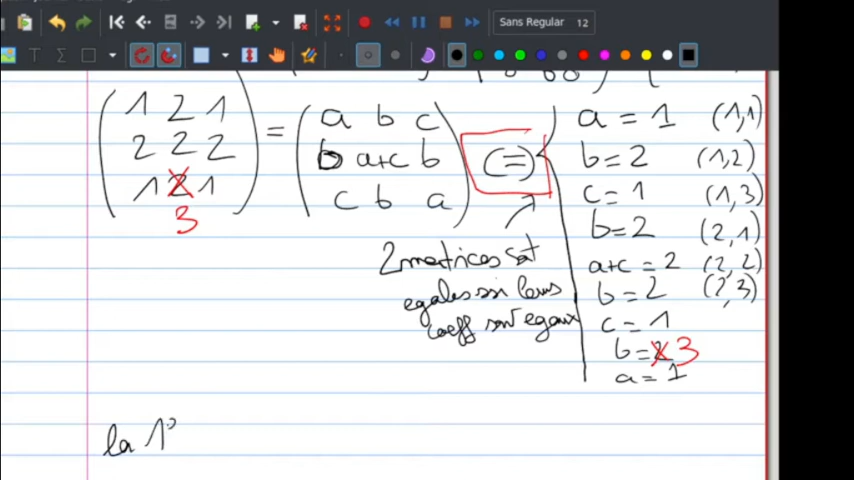 Sans Regular 12
a = 1 (1,1)
1 2 1 a b c
b = 2 (1,2)
2 2 2 = b a+c b (=)
c = 1 (1,3)
1 2 1 c b a
3
b = 2 (2,1)
2 matrices sont
a+c = 2 (2,2)
egales ssi leurs
b = 2 (2,3)
coeff sont egaux
c = 1
b = 2 3
a = 1
la 1°